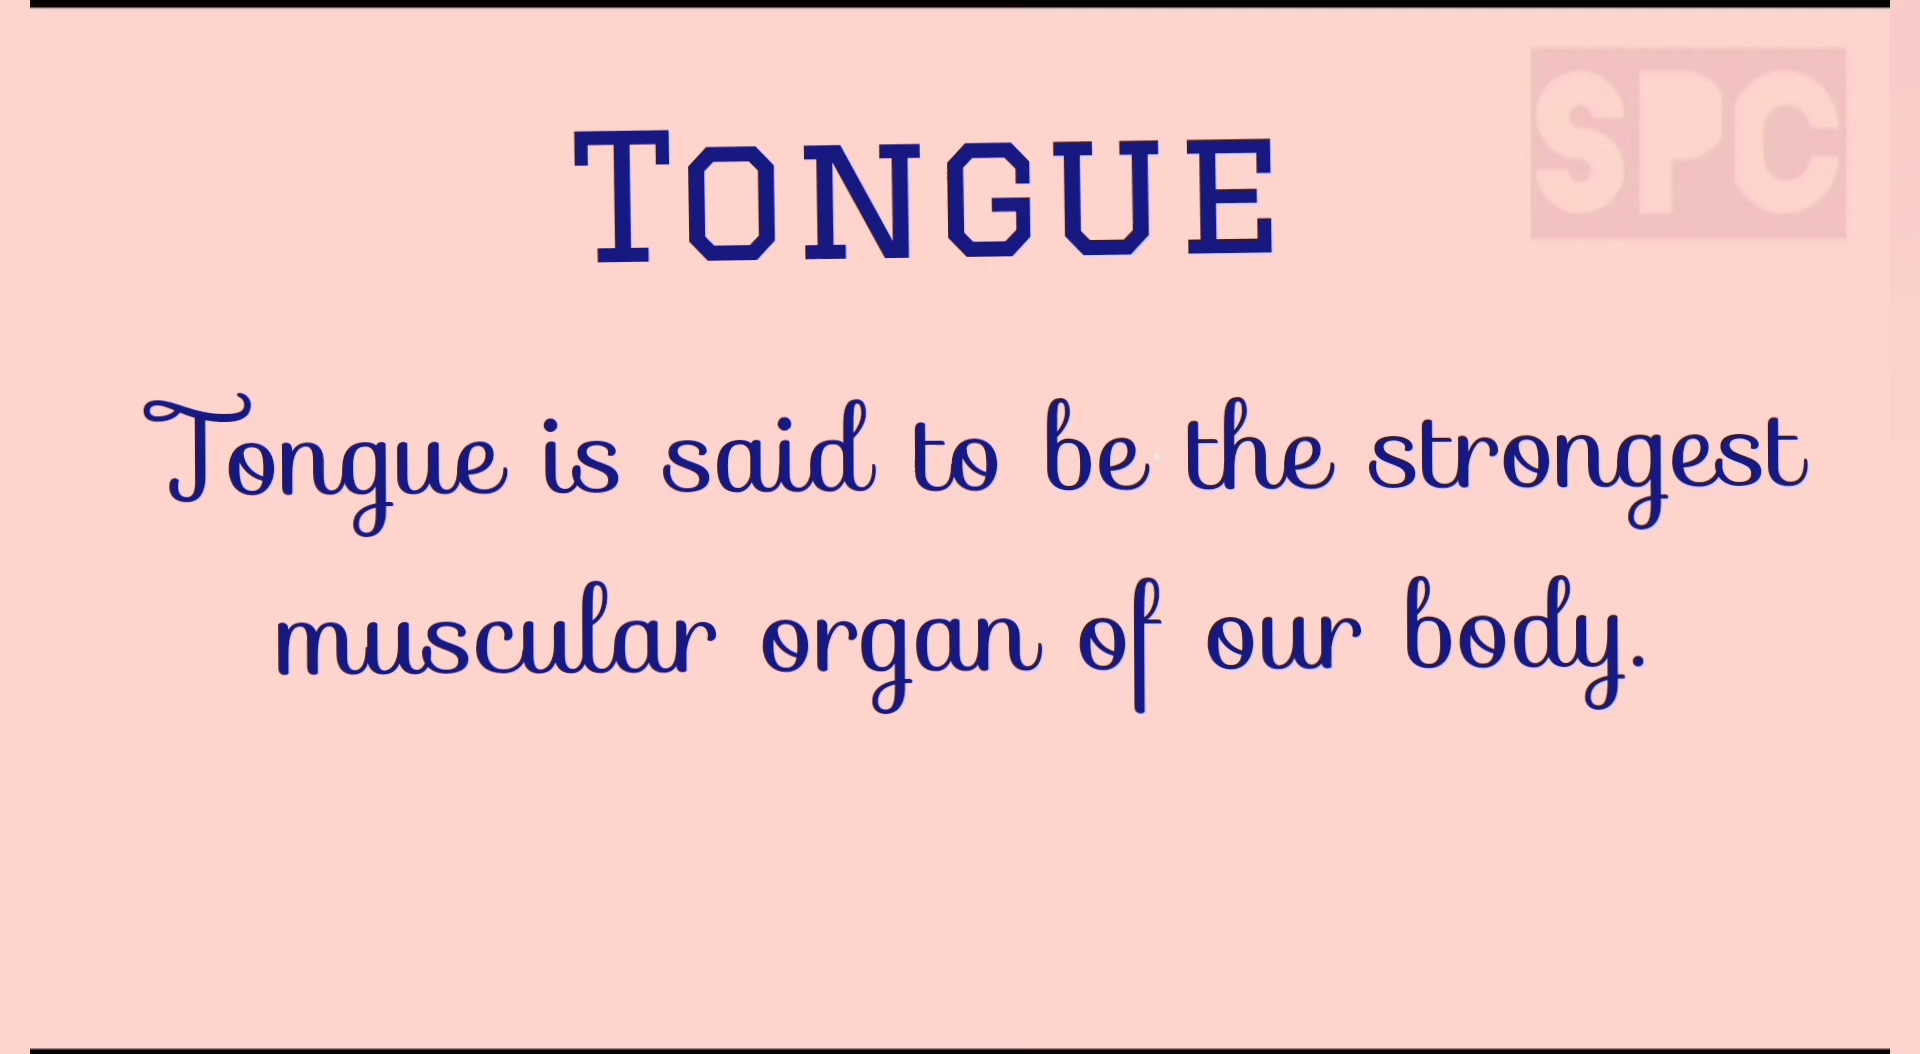 SPC
TONGUE
Tongue is said to be the strongest
muscular organ of our body.